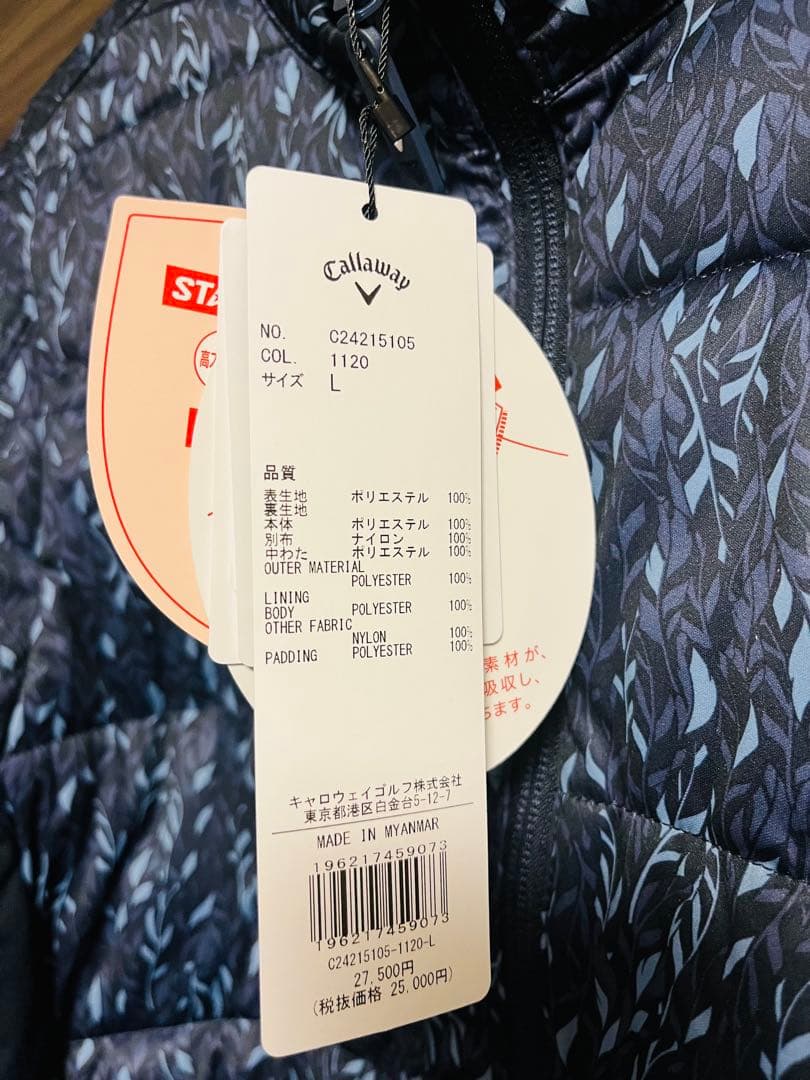 Callaway
NO. C24215105
COL. 1120
サイズ L
品質
表生地 ポリエステル 100%
裏生地
本体 ポリエステル 100%
別布 ナイロン 100%
中わた ポリエステル 100%
OUTER MATERIAL
POLYESTER 100%
LINING
BODY POLYESTER 100%
OTHER FABRIC
NYLON 100%
PADDING POLYESTER 100%
キャロウェイゴルフ株式会社
東京都港区白金台5-12-7
MADE IN MYANMAR
196217459073
196217459073
C24215105-1120-L
27,500円
(税抜価格 25,000円)
高
素材が、
吸収し、
ます。